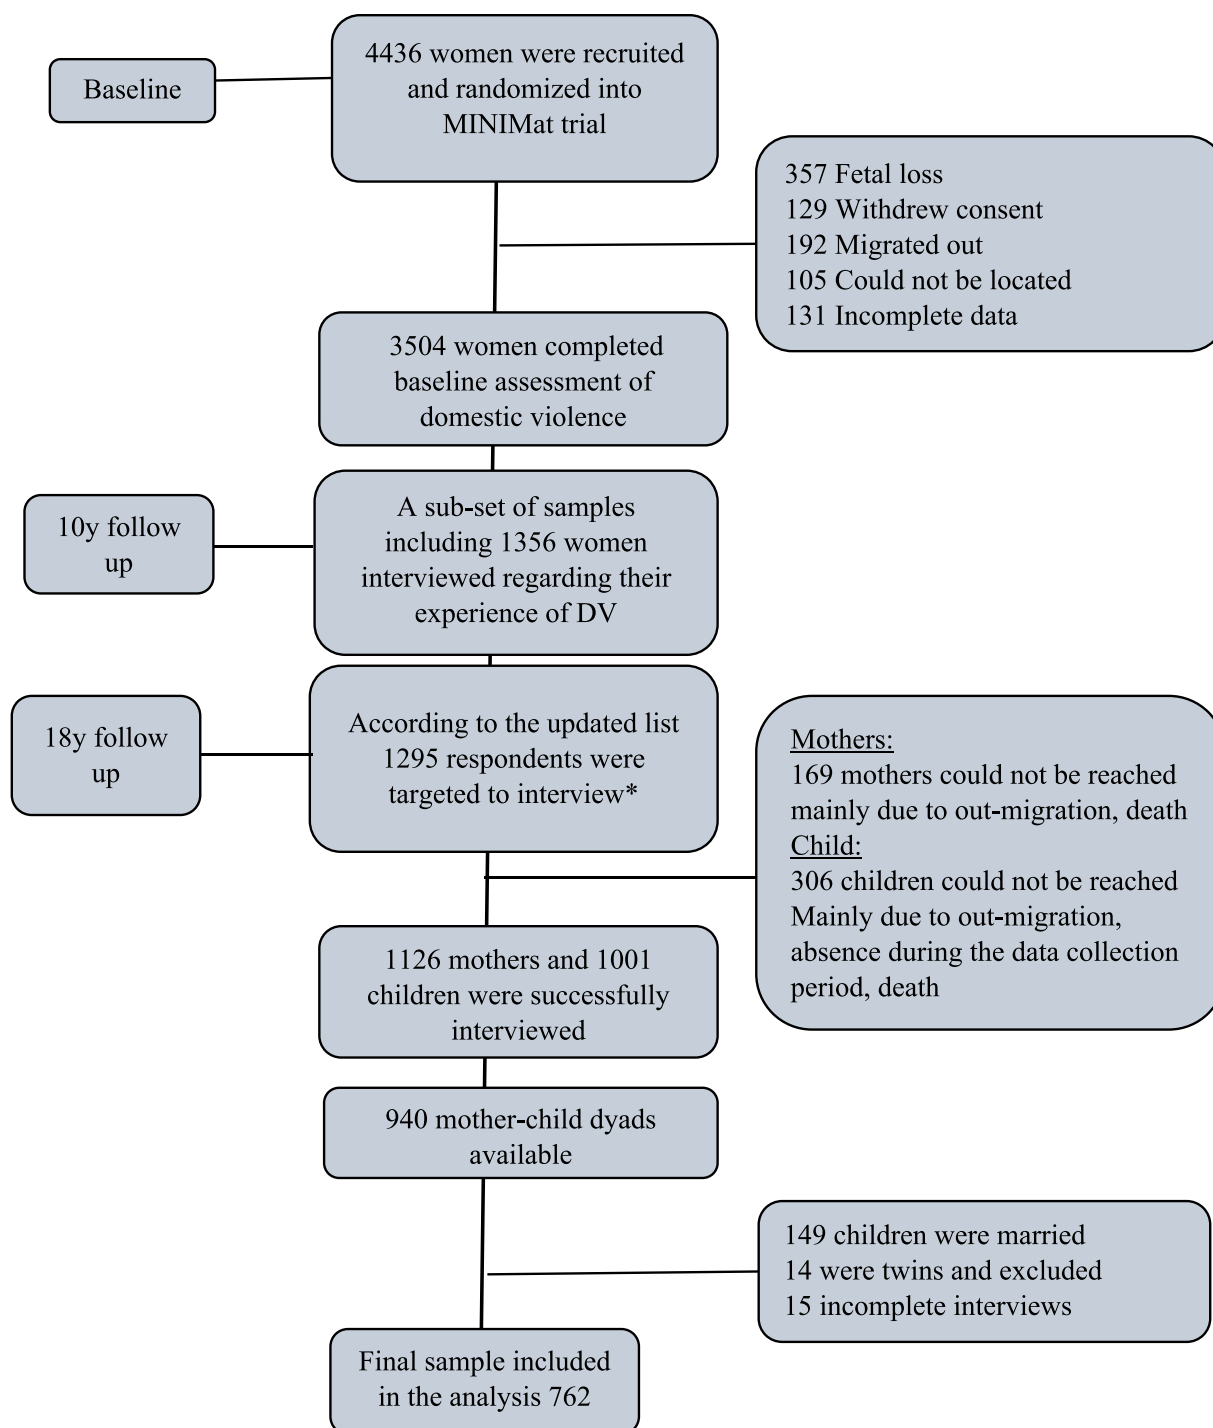 Baseline
4436 women were recruited
and randomized into
MINIMat trial
357 Fetal loss
129 Withdrew consent
192 Migrated out
105 Could not be located
131 Incomplete data
3504 women completed
baseline assessment of
domestic violence
10y follow
up
A sub-set of samples
including 1356 women
interviewed regarding their
experience of DV
18y follow
up
According to the updated list
1295 respondents were
targeted to interview*
Mothers:
169 mothers could not be reached
mainly due to out-migration, death
Child:
306 children could not be reached
Mainly due to out-migration,
absence during the data collection
period, death
1126 mothers and 1001
children were successfully
interviewed
940 mother-child dyads
available
149 children were married
14 were twins and excluded
15 incomplete interviews
Final sample included
in the analysis 762